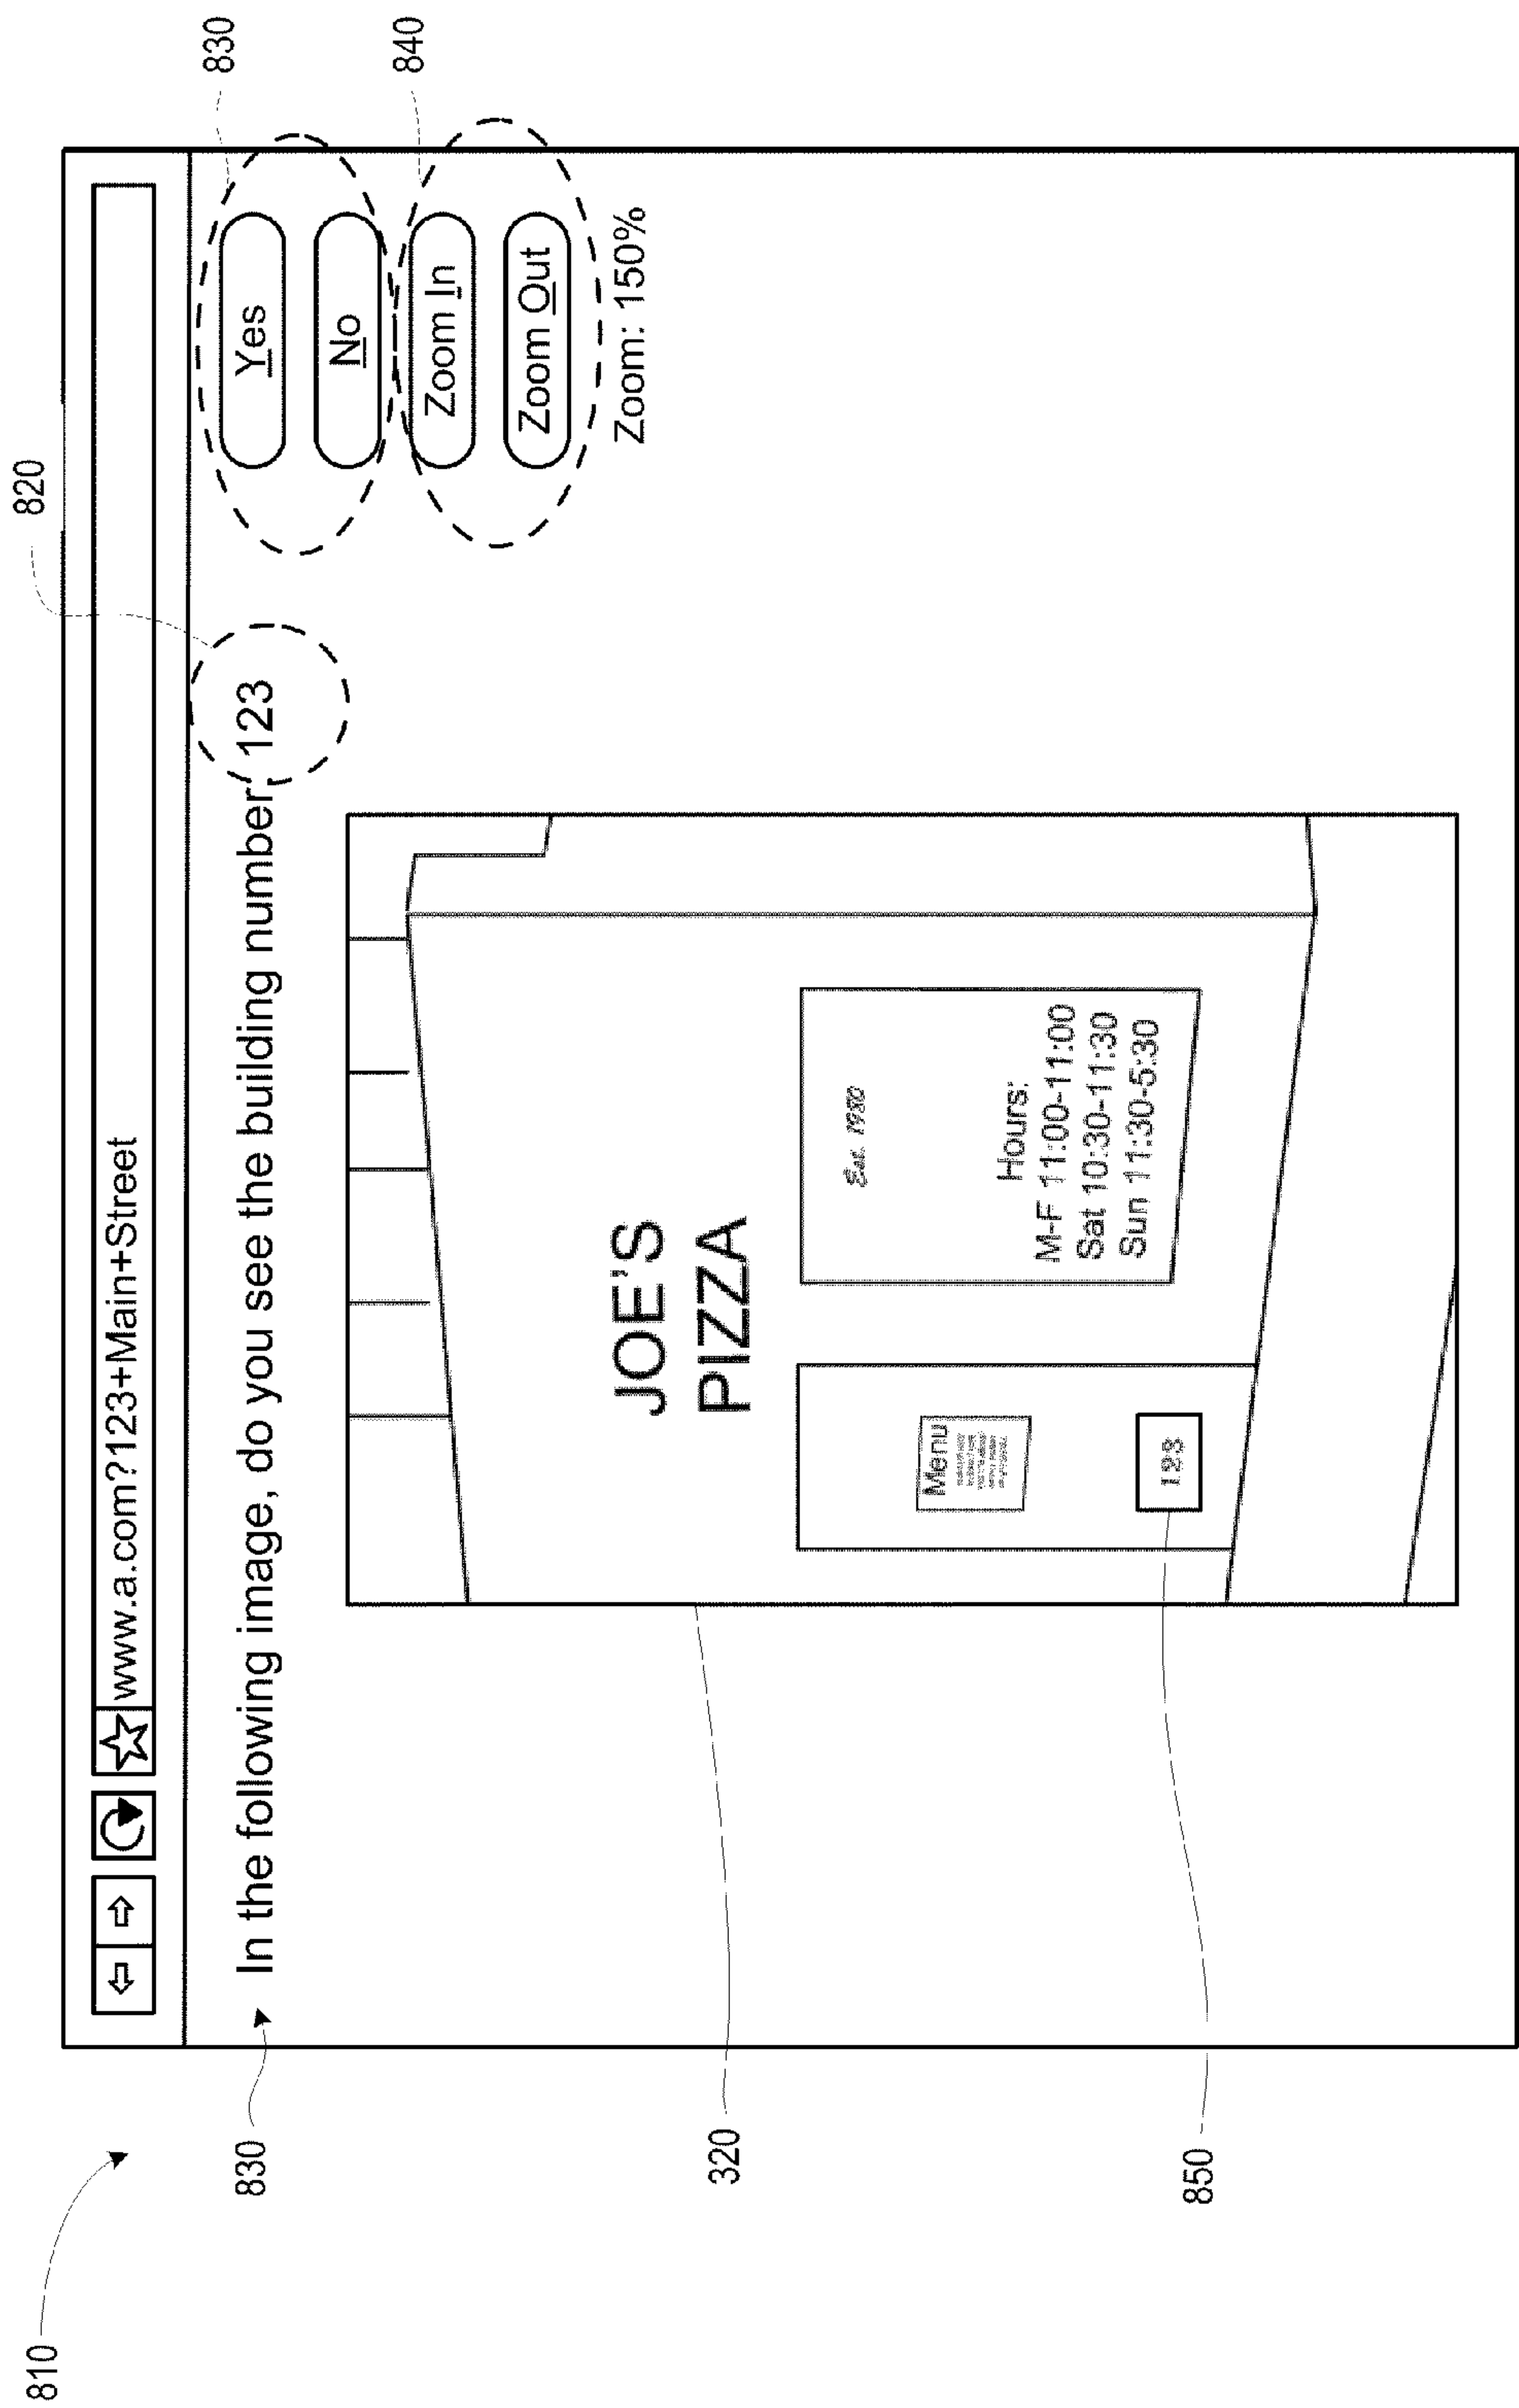 810
820
830
840
www.a.com?123+Main+Street
830
In the following image, do you see the building number 123
Yes
No
Zoom In
Zoom Out
Zoom: 150%
320
JOE'S
PIZZA
Est. 1980
Hours:
M-F 11:00-11:00
Sat 10:30-11:30
Sun 11:30-5:30
Menu
123
850